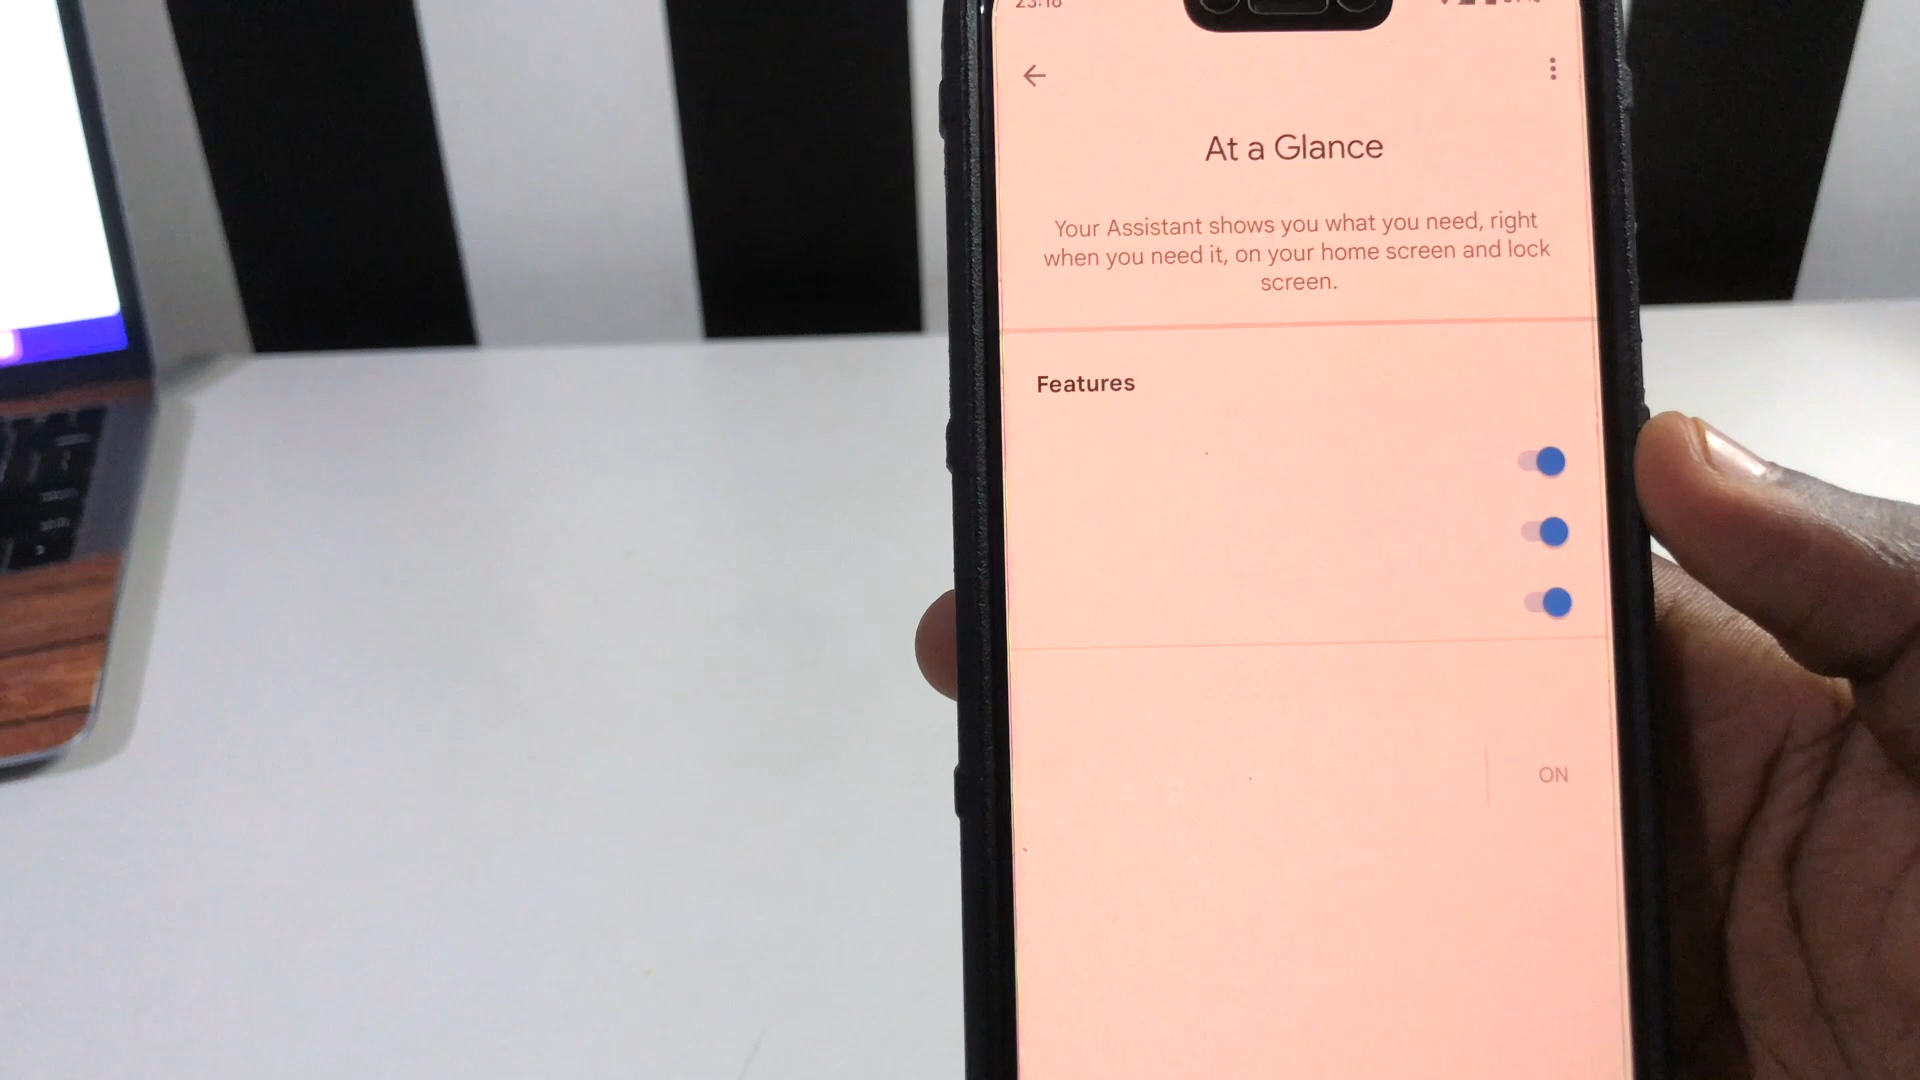 At a Glance
Your Assistant shows you what you need, right
when you need it, on your home screen and lock
screen.
Features
ON